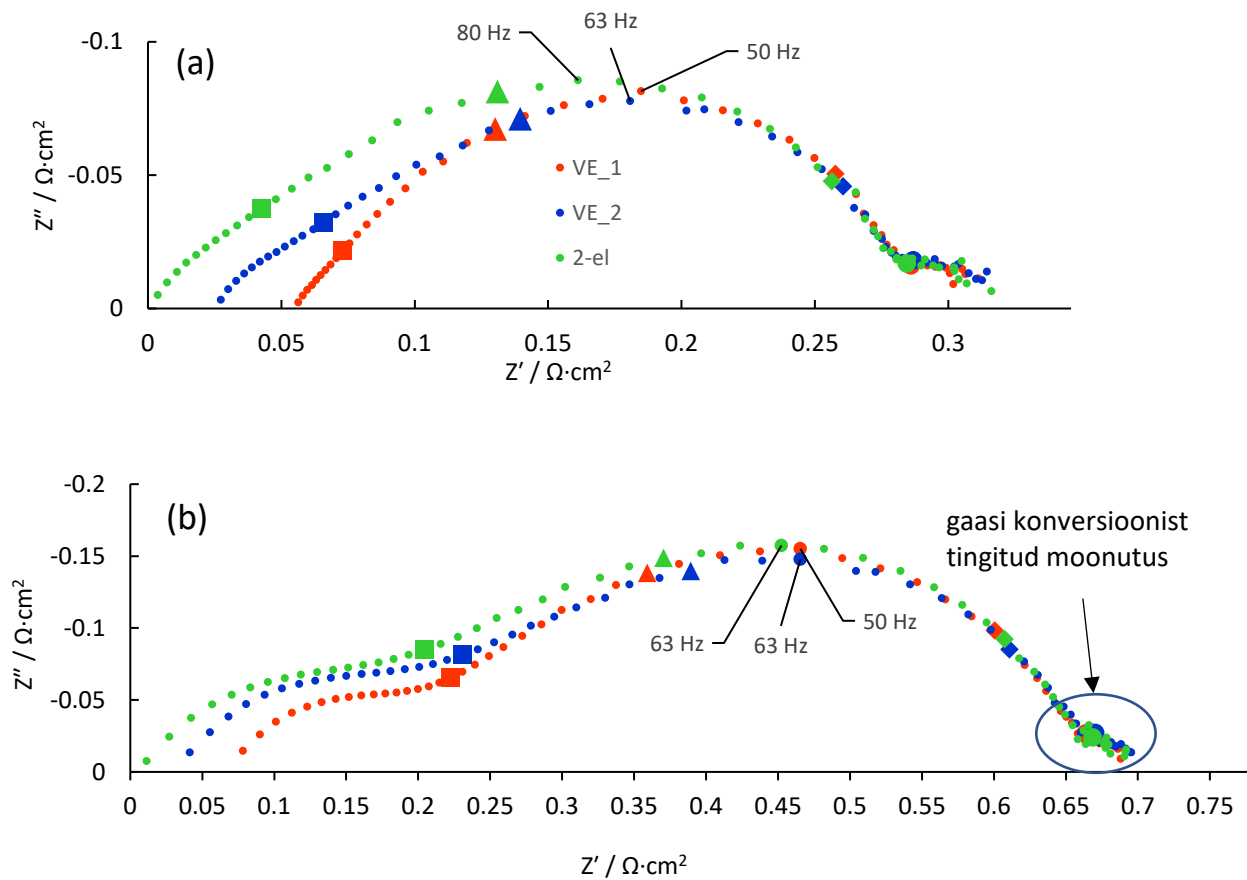 (a)
80 Hz
63 Hz
50 Hz
-0.1
-0.05
0
Z'' / Ω·cm²
VE_1
VE_2
2-el
0 0.05 0.1 0.15 0.2 0.25 0.3
Z' / Ω·cm²
(b)
gaasi konversioonist
tingitud moonutus
-0.2
-0.15
-0.1
-0.05
0
Z'' / Ω·cm²
63 Hz
63 Hz
50 Hz
0 0.05 0.1 0.15 0.2 0.25 0.3 0.35 0.4 0.45 0.5 0.55 0.6 0.65 0.7 0.75
Z' / Ω·cm²